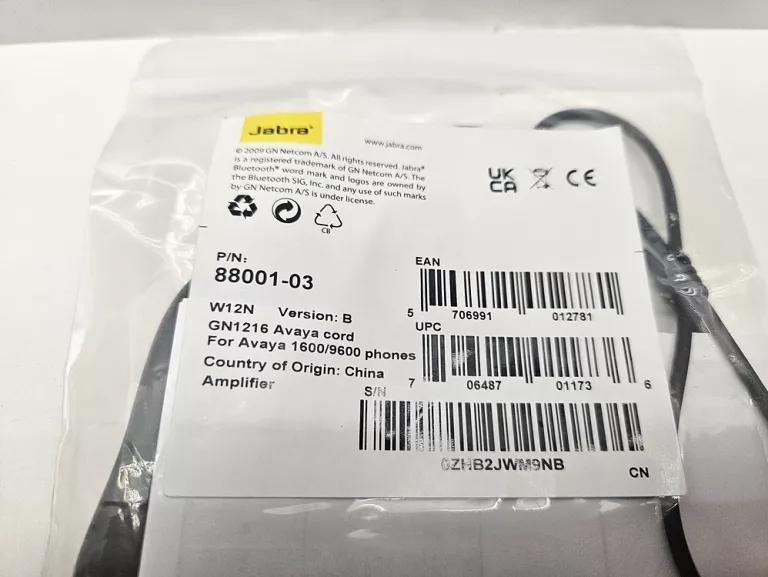 Jabra®
www.jabra.com
© 2009 GN Netcom A/S. All rights reserved. Jabra®
is a registered trademark of GN Netcom A/S. The
Bluetooth® word mark and logos are owned by
the Bluetooth SIG, Inc. and any use of such marks
by GN Netcom A/S is under license.
UK
CA
CE
CB
P/N:
88001-03
W12N Version: B
GN1216 Avaya cord
For Avaya 1600/9600 phones
Country of Origin: China
Amplifier
EAN
5 706991 012781
UPC
7 06487 01173 6
S/N
0ZHB2JWM9NB
CN